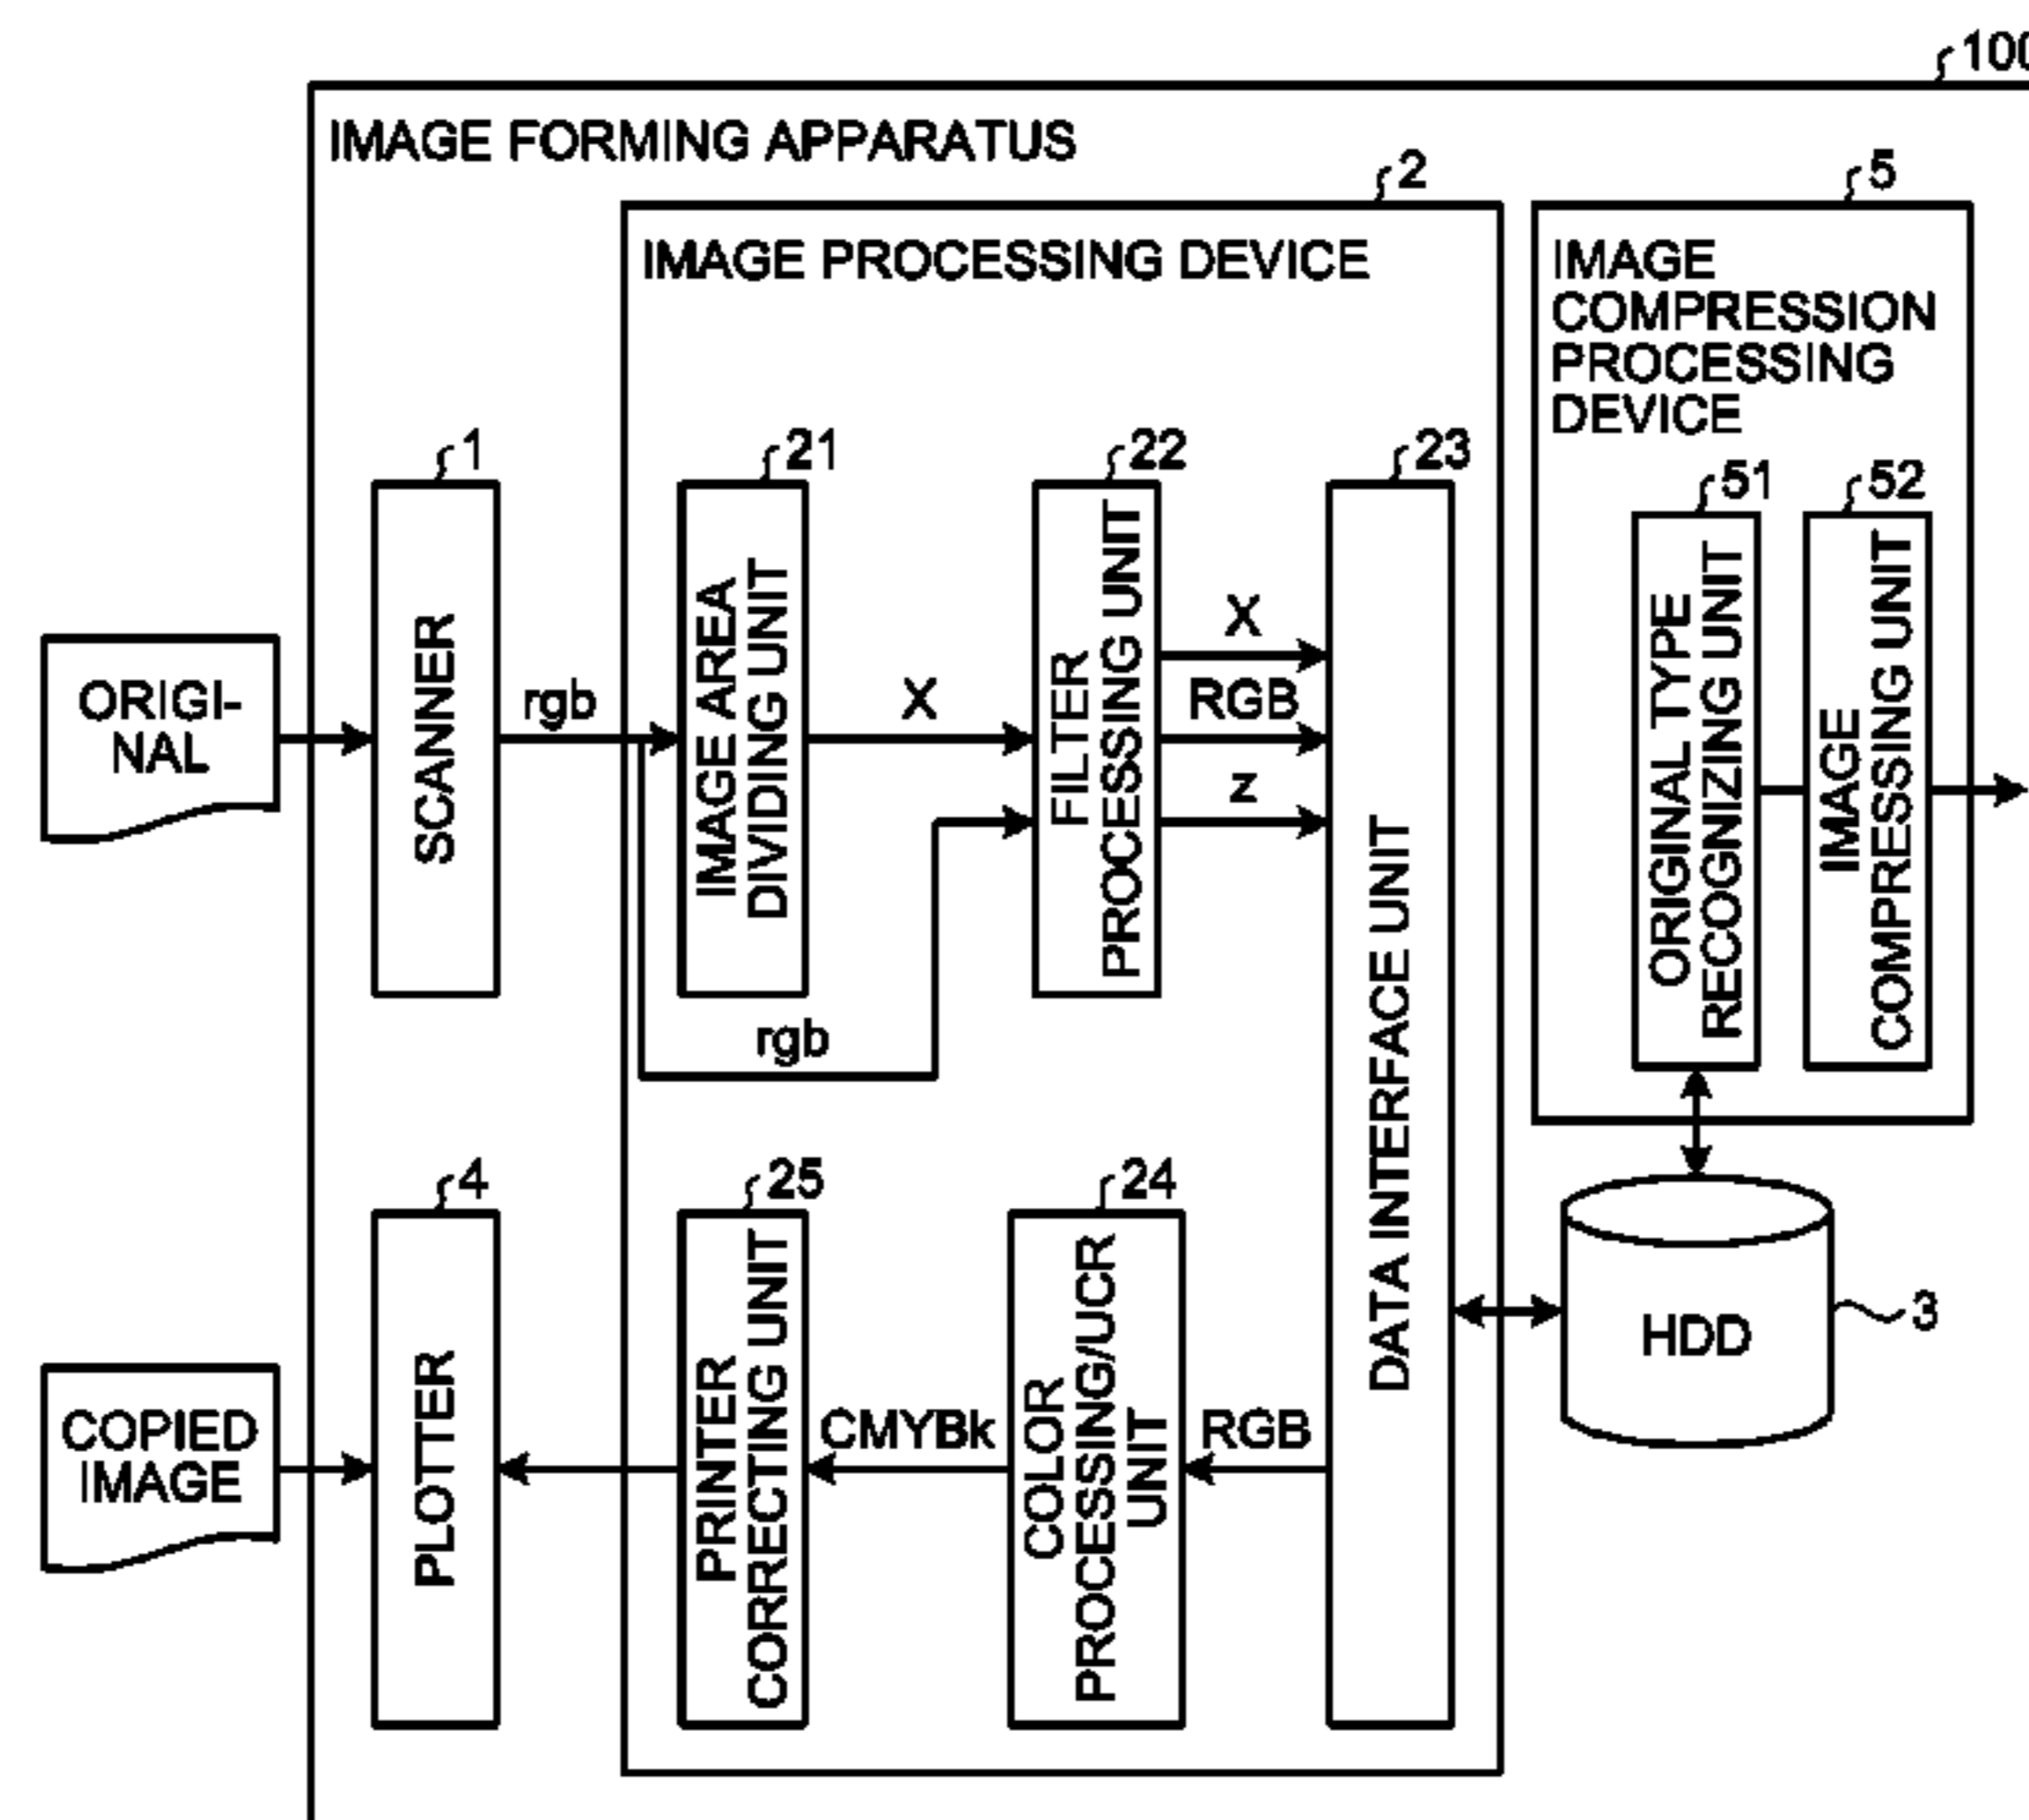 100
IMAGE FORMING APPARATUS
2
5
IMAGE PROCESSING DEVICE
IMAGE
COMPRESSION
PROCESSING
DEVICE
1
21
22
23
51
52
ORIGI-
NAL
SCANNER
rgb
IMAGE AREA
DIVIDING UNIT
X
FILTER
PROCESSING UNIT
X
RGB
z
rgb
DATA INTERFACE UNIT
ORIGINAL TYPE
RECOGNIZING UNIT
IMAGE
COMPRESSING UNIT
4
25
24
COPIED
IMAGE
PLOTTER
PRINTER
CORRECTING UNIT
CMYBk
COLOR
PROCESSING/UCR
UNIT
RGB
HDD
3